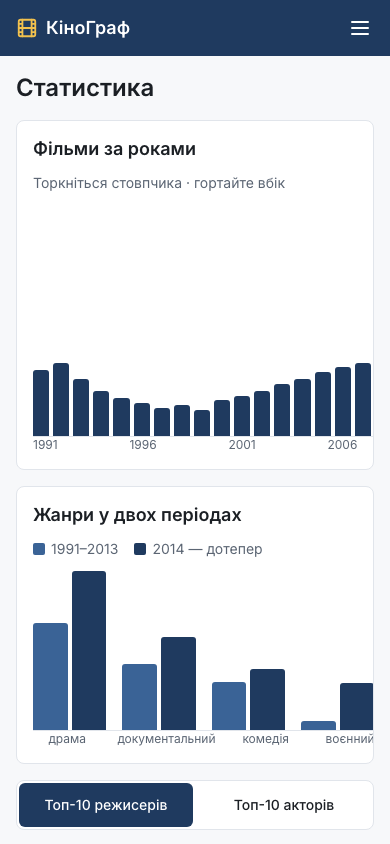 КіноГраф
Статистика
Фільми за роками
Торкніться стовпчика · гортайте вбік
1991 1996 2001 2006
Жанри у двох періодах
1991–2013 2014 — дотепер
драма документальний комедія воєнний
Топ-10 режисерів Топ-10 акторів